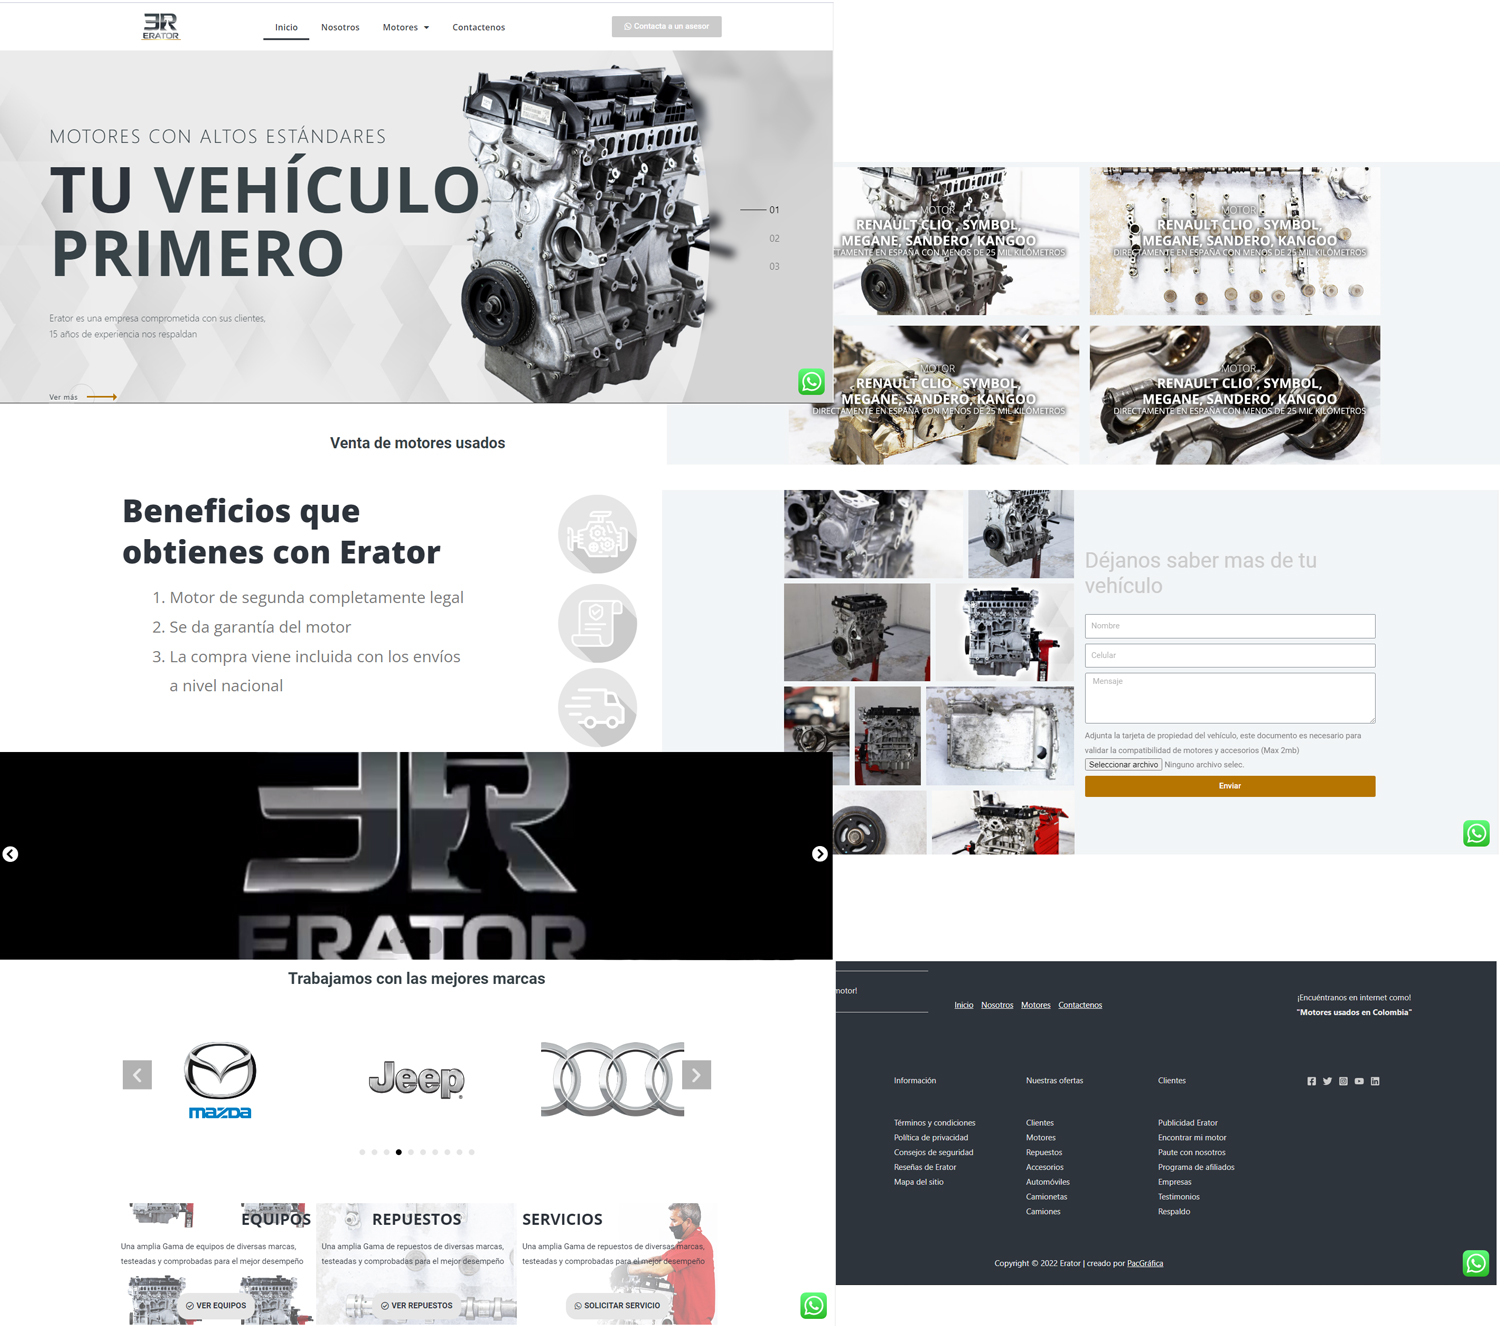 ERATOR
Inicio
Nosotros
Motores
Contactenos
Contacta a un asesor
MOTORES CON ALTOS ESTÁNDARES
TU VEHÍCULO
PRIMERO
Erator es una empresa comprometida con sus clientes,
15 años de experiencia nos respaldan
Ver más
01
02
03
Venta de motores usados
Beneficios que
obtienes con Erator
1. Motor de segunda completamente legal
2. Se da garantía del motor
3. La compra viene incluida con los envíos
a nivel nacional
ERATOR
Trabajamos con las mejores marcas
mazda
Jeep
EQUIPOS
Una amplia Gama de equipos de diversas marcas,
testeadas y comprobadas para el mejor desempeño
VER EQUIPOS
REPUESTOS
Una amplia Gama de repuestos de diversas marcas,
testeadas y comprobadas para el mejor desempeño
VER REPUESTOS
SERVICIOS
Una amplia Gama de repuestos de diversas marcas,
testeadas y comprobadas para el mejor desempeño
SOLICITAR SERVICIO
MOTOR
RENAULT CLIO , SYMBOL,
MEGANE, SANDERO, KANGOO
CTAMENTE EN ESPAÑA CON MENOS DE 25 MIL KILÓMETROS
MOTOR
RENAULT CLIO , SYMBOL,
MEGANE, SANDERO, KANGOO
DIRECTAMENTE EN ESPAÑA CON MENOS DE 25 MIL KILÓMETROS
MOTOR
RENAULT CLIO , SYMBOL,
MEGANE, SANDERO, KANGOO
DIRECTAMENTE EN ESPAÑA CON MENOS DE 25 MIL KILÓMETROS
MOTOR
RENAULT CLIO , SYMBOL,
MEGANE, SANDERO, KANGOO
DIRECTAMENTE EN ESPAÑA CON MENOS DE 25 MIL KILÓMETROS
Déjanos saber mas de tu
vehículo
Nombre
Celular
Mensaje
Adjunta la tarjeta de propiedad del vehículo, este documento es necesario para
validar la compatibilidad de motores y accesorios (Max 2mb)
Seleccionar archivo Ninguno archivo selec.
Enviar
motor!
Inicio
Nosotros
Motores
Contactenos
¡Encuéntranos en internet como!
"Motores usados en Colombia"
Información
Términos y condiciones
Política de privacidad
Consejos de seguridad
Reseñas de Erator
Mapa del sitio
Nuestras ofertas
Clientes
Motores
Repuestos
Accesorios
Automóviles
Camionetas
Camiones
Clientes
Publicidad Erator
Encontrar mi motor
Paute con nosotros
Programa de afiliados
Empresas
Testimonios
Respaldo
Copyright © 2022 Erator | creado por PacGráfica